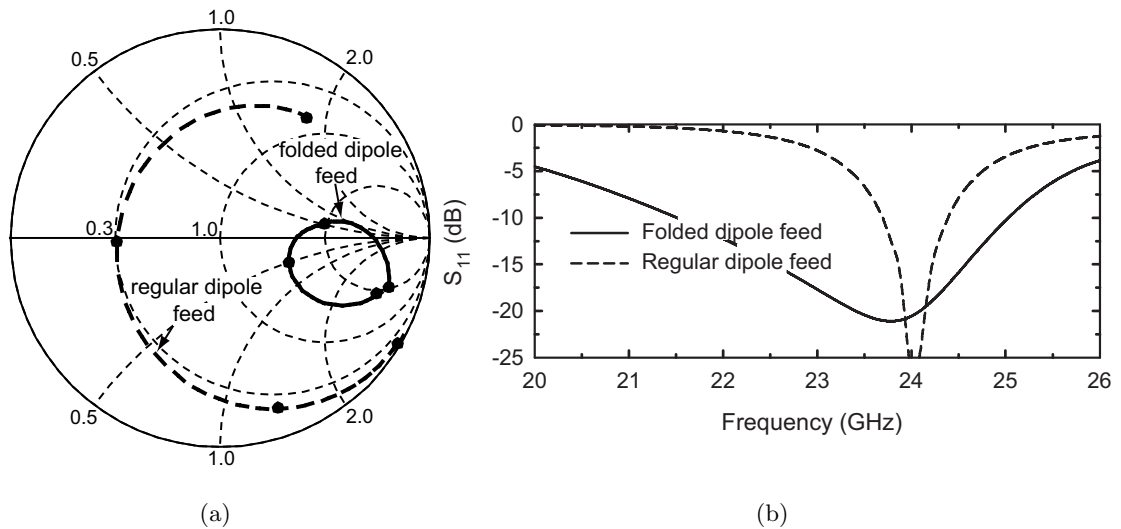 1.0
0.5
2.0
folded dipole
feed
0.3
1.0
regular dipole
feed
0.5
2.0
1.0
(a)
S11 (dB)
0
-5
-10
-15
-20
-25
Folded dipole feed
Regular dipole feed
20 21 22 23 24 25 26
Frequency (GHz)
(b)